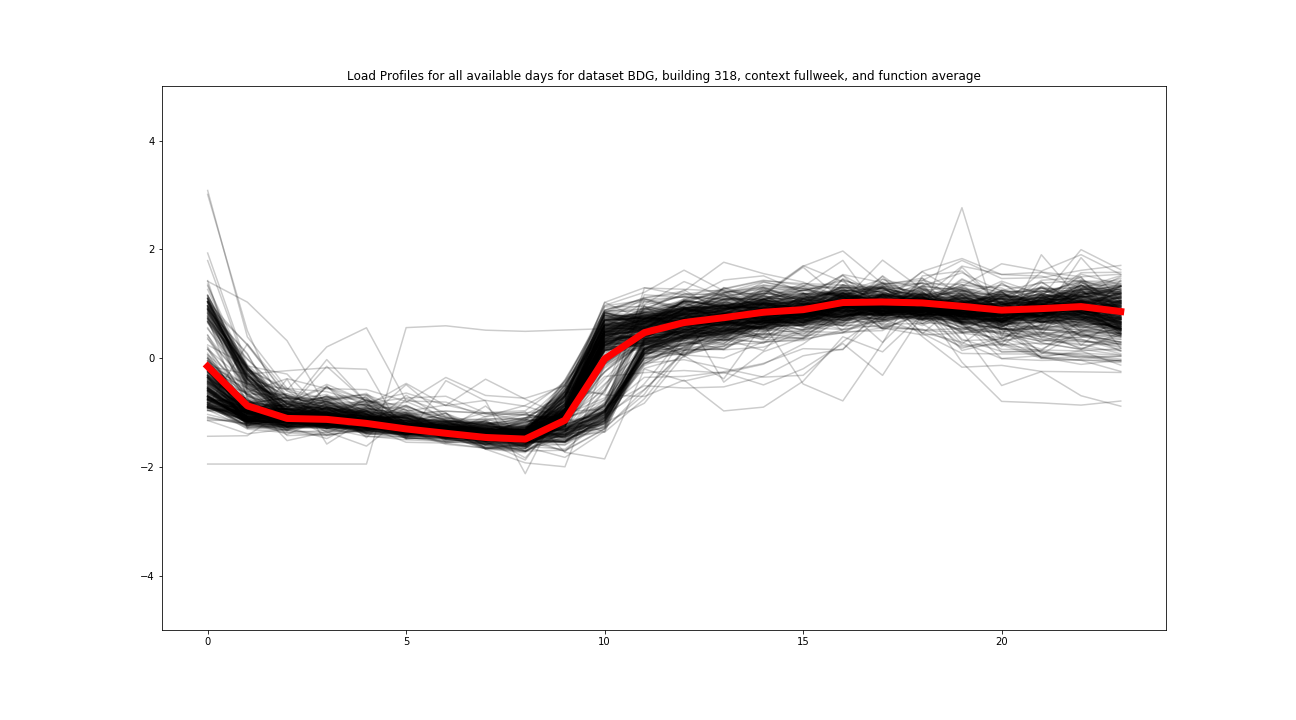 Load Profiles for all available days for dataset BDG, building 318, context fullweek, and function average
4
2
0
−2
−4
0 5 10 15 20